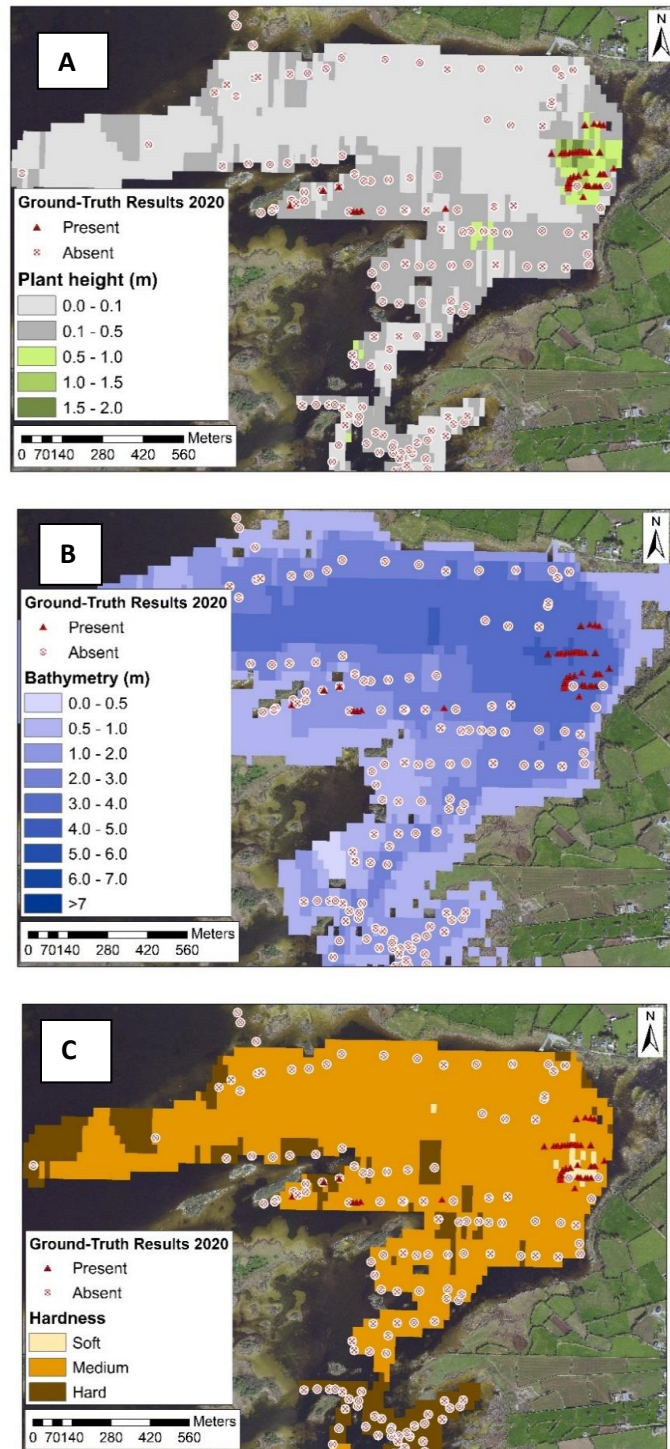 A
N
Ground-Truth Results 2020
Present
Absent
Plant height (m)
0.0 - 0.1
0.1 - 0.5
0.5 - 1.0
1.0 - 1.5
1.5 - 2.0
Meters
0 70140 280 420 560
B
N
Ground-Truth Results 2020
Present
Absent
Bathymetry (m)
0.0 - 0.5
0.5 - 1.0
1.0 - 2.0
2.0 - 3.0
3.0 - 4.0
4.0 - 5.0
5.0 - 6.0
6.0 - 7.0
>7
Meters
0 70140 280 420 560
C
N
Ground-Truth Results 2020
Present
Absent
Hardness
Soft
Medium
Hard
Meters
0 70140 280 420 560